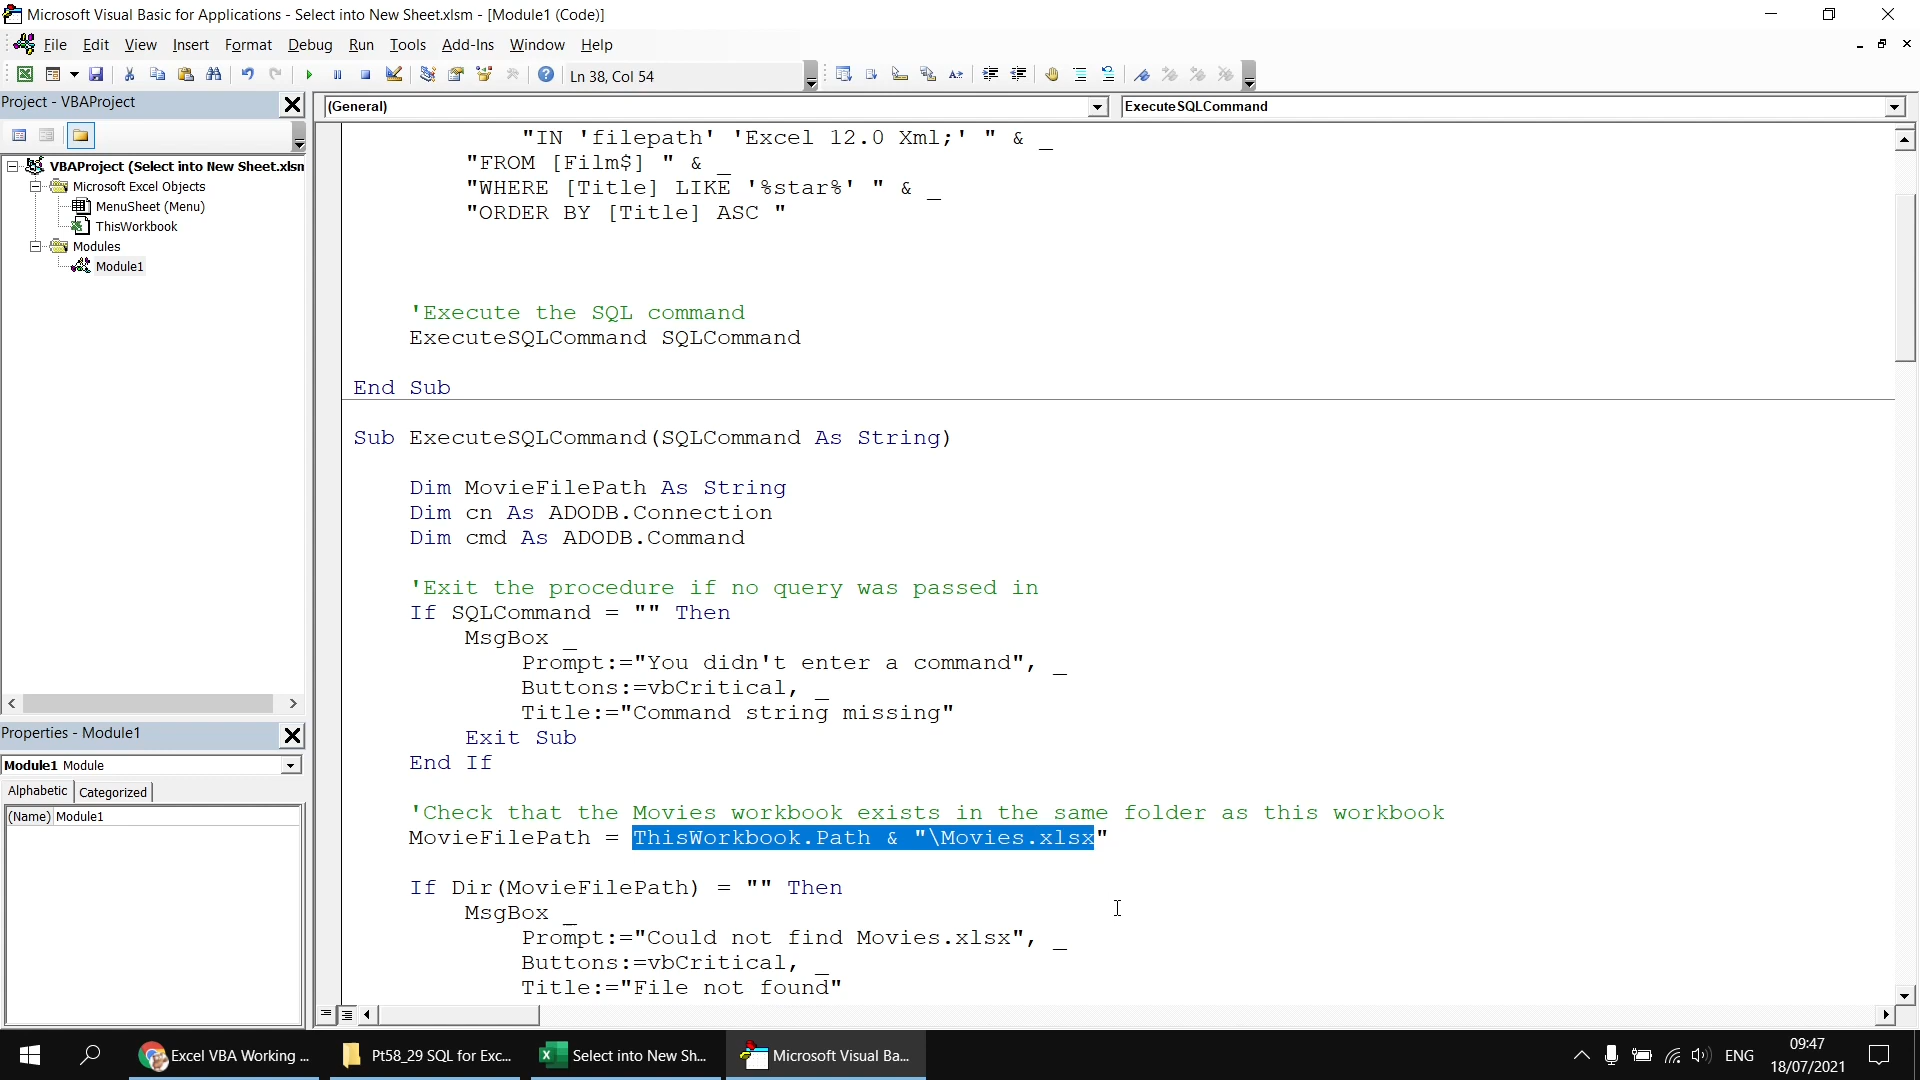 Microsoft Visual Basic for Applications - Select into New Sheet.xlsm - [Module1 (Code)]
File Edit View Insert Format Debug Run Tools Add-Ins Window Help
Ln 38, Col 54
Project - VBAProject
(General)
ExecuteSQLCommand
VBAProject (Select into New Sheet.xlsm
Microsoft Excel Objects
MenuSheet (Menu)
ThisWorkbook
Modules
Module1
Properties - Module1
Module1 Module
Alphabetic Categorized
(Name) Module1
"IN 'filepath' 'Excel 12.0 Xml;' " & _
"FROM [Film$] " & _
"WHERE [Title] LIKE '%star%' " & _
"ORDER BY [Title] ASC "
'Execute the SQL command
ExecuteSQLCommand SQLCommand
End Sub
Sub ExecuteSQLCommand(SQLCommand As String)
Dim MovieFilePath As String
Dim cn As ADODB.Connection
Dim cmd As ADODB.Command
'Exit the procedure if no query was passed in
If SQLCommand = "" Then
MsgBox _
Prompt:="You didn't enter a command", _
Buttons:=vbCritical, _
Title:="Command string missing"
Exit Sub
End If
'Check that the Movies workbook exists in the same folder as this workbook
MovieFilePath = ThisWorkbook.Path & "\Movies.xlsx"
If Dir(MovieFilePath) = "" Then
MsgBox _
Prompt:="Could not find Movies.xlsx", _
Buttons:=vbCritical, _
Title:="File not found"
Excel VBA Working ...
Pt58_29 SQL for Exc...
Select into New Sh...
Microsoft Visual Ba...
ENG
09:47
18/07/2021